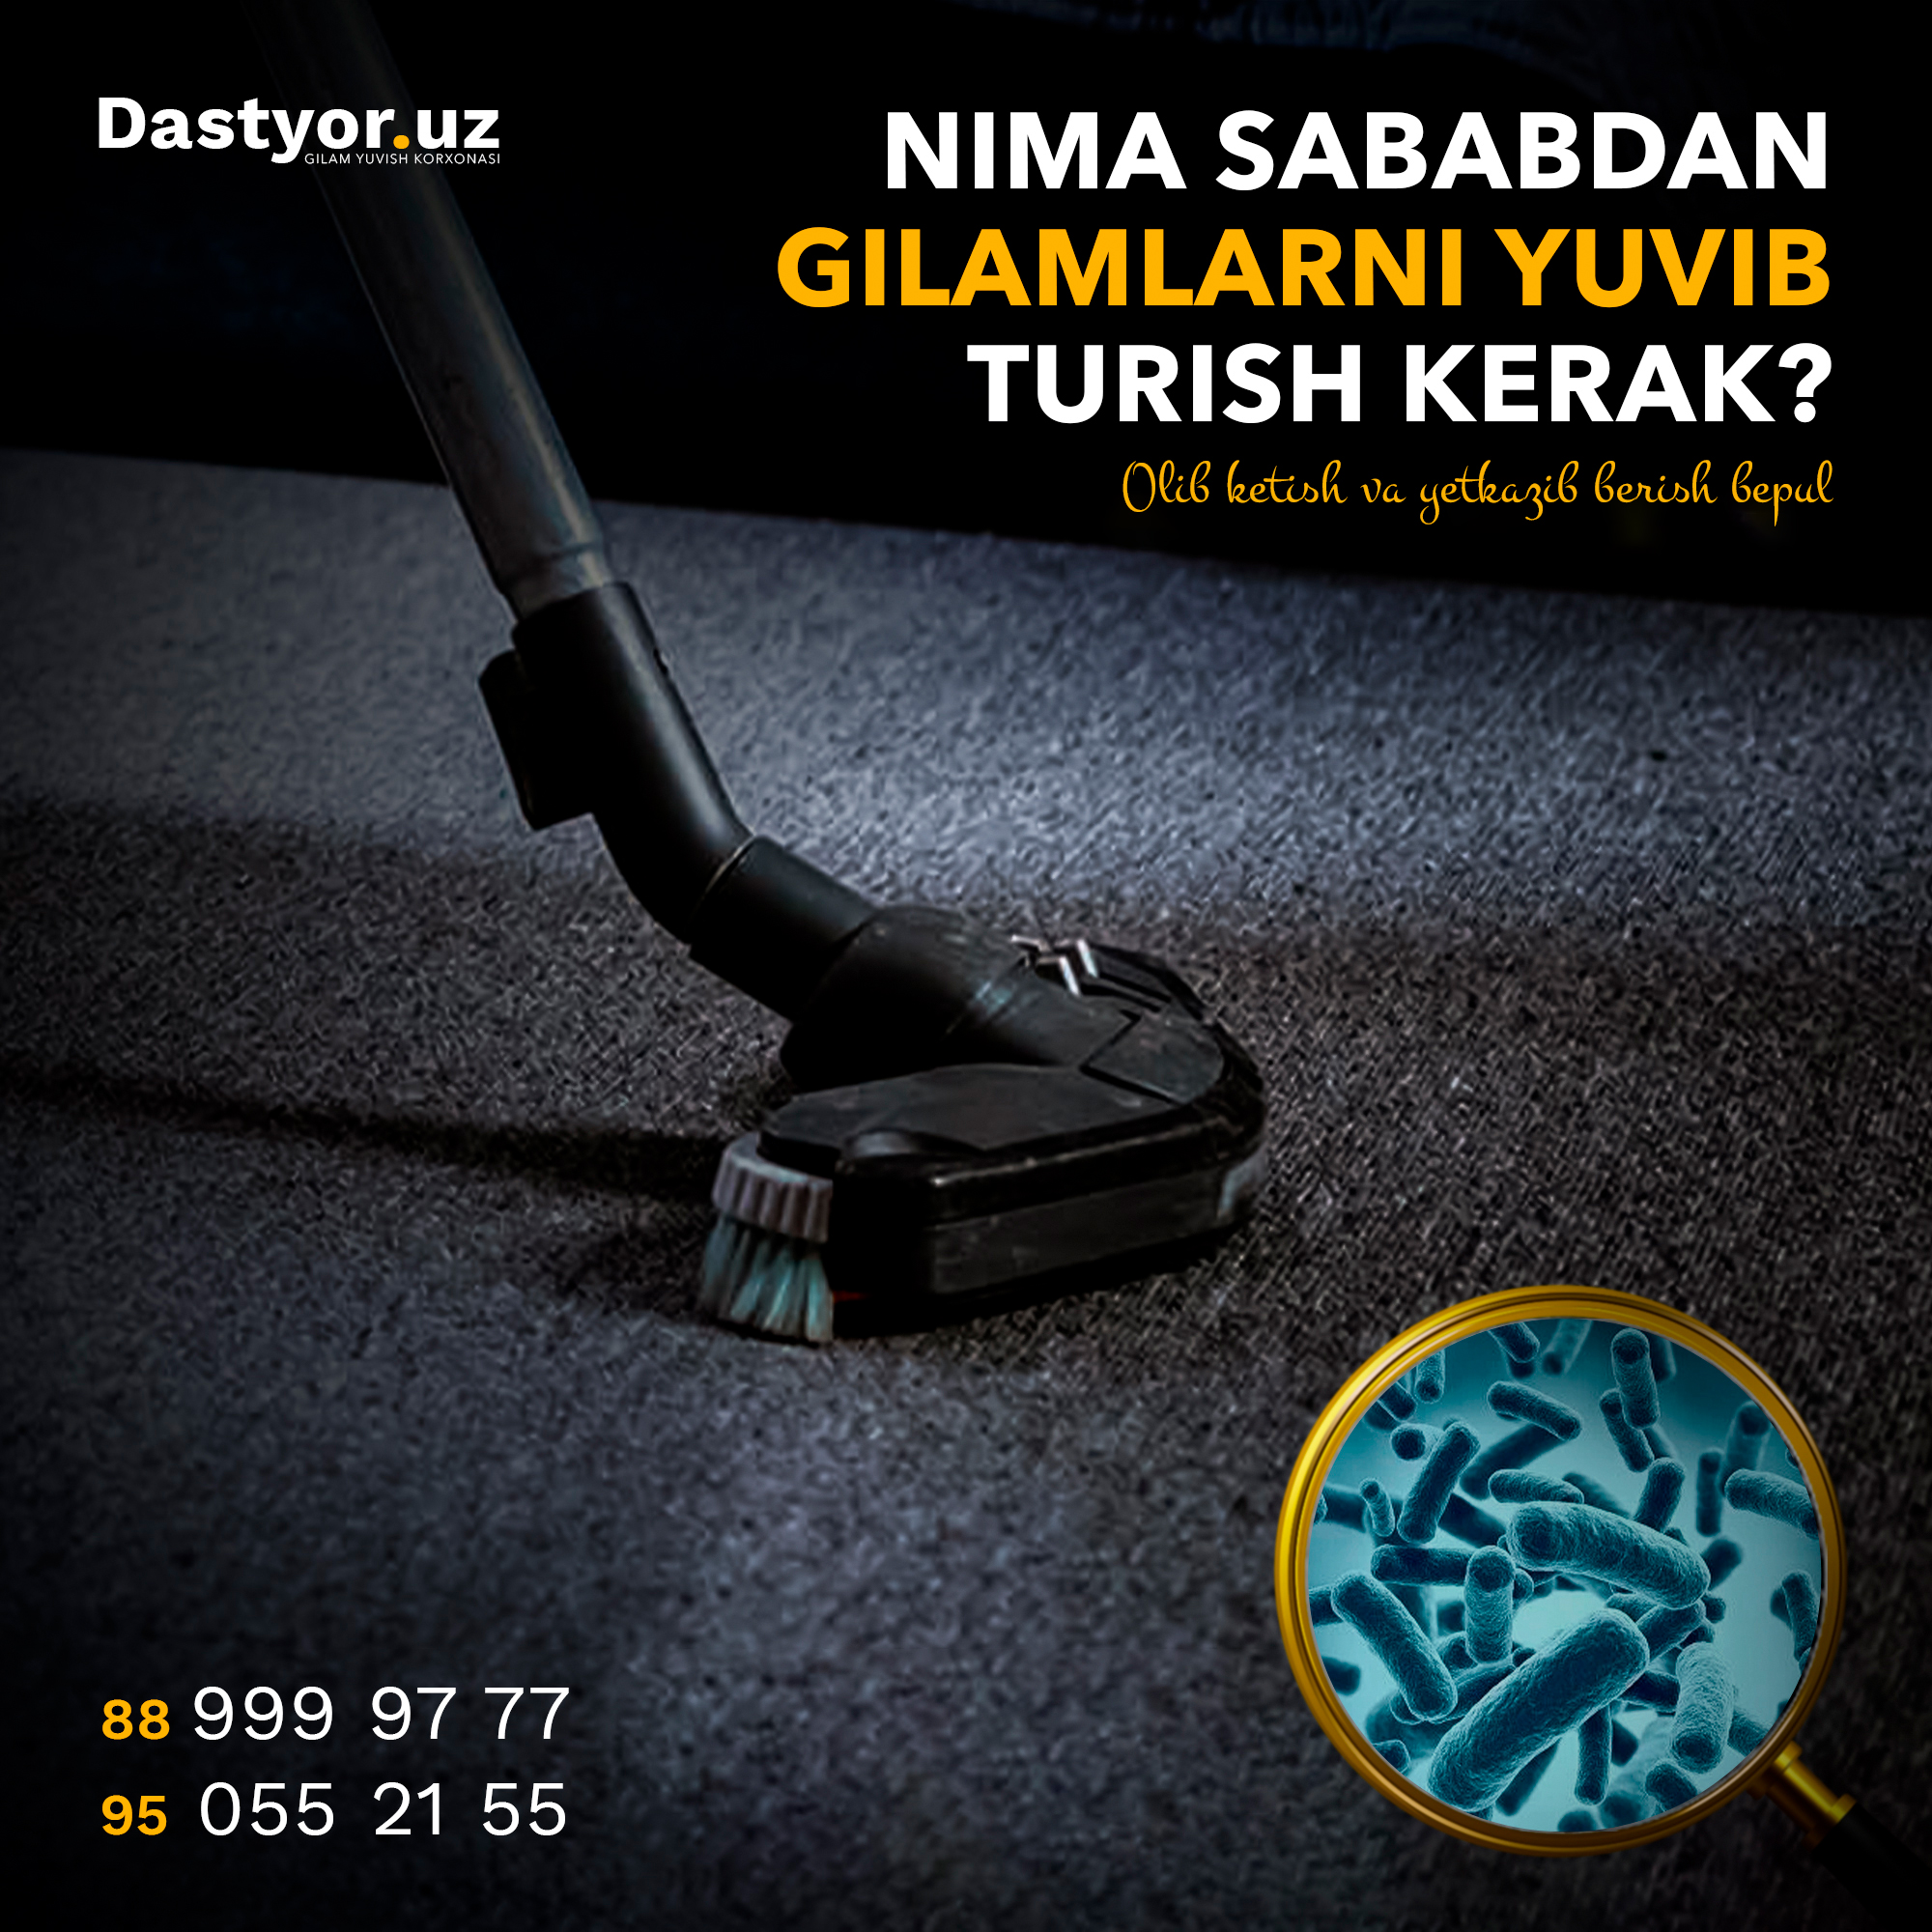 Dastyor.uz
GILAM YUVISH KORXONASI
NIMA SABABDAN
GILAMLARNI YUVIB
TURISH KERAK?
Olib ketish va yetkazib berish bepul
88 999 97 77
95 055 21 55